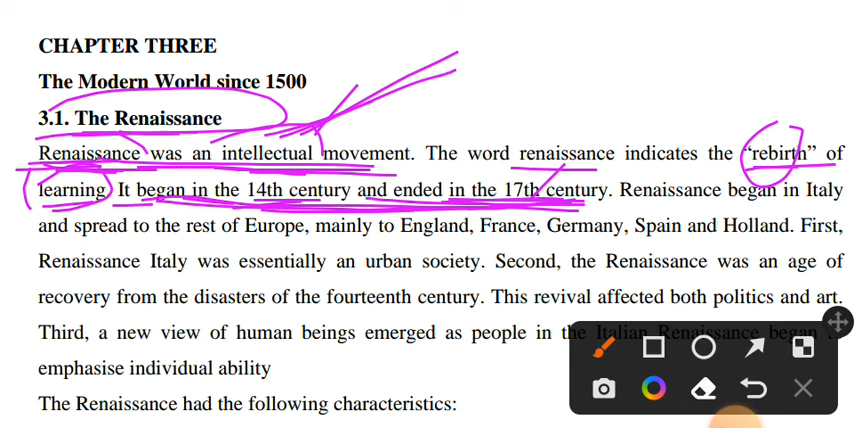 CHAPTER THREE
The Modern World since 1500
3.1. The Renaissance
Renaissance was an intellectual movement. The word renaissance indicates the “rebirth” of
learning. It began in the 14th century and ended in the 17th century. Renaissance began in Italy
and spread to the rest of Europe, mainly to England, France, Germany, Spain and Holland. First,
Renaissance Italy was essentially an urban society. Second, the Renaissance was an age of
recovery from the disasters of the fourteenth century. This revival affected both politics and art.
Third, a new view of human beings emerged as people in the Italian Renaissance began
emphasise individual ability
The Renaissance had the following characteristics: